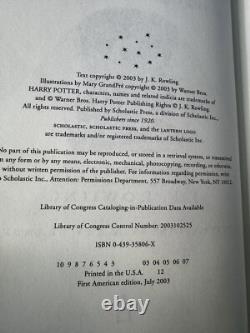 Text copyright © 2003 by J. K. Rowling
Illustrations by Mary GrandPré copyright © 2003 by Warner Bros.
HARRY POTTER, characters, names and related indicia are trademarks of
and © Warner Bros. Harry Potter Publishing Rights © J. K. Rowling.
All rights reserved. Published by Scholastic Press, a division of Scholastic Inc.,
Publishers since 1920.
SCHOLASTIC, SCHOLASTIC PRESS, and the LANTERN LOGO
are trademarks and/or registered trademarks of Scholastic Inc.
No part of this publication may be reproduced, or stored in a retrieval system, or transmitted
in any form or by any means, electronic, mechanical, photocopying, recording, or otherwise,
without written permission of the publisher. For information regarding permission, write
to Scholastic Inc., Attention: Permissions Department, 557 Broadway, New York, NY 10012.
Library of Congress Cataloging-in-Publication Data Available
Library of Congress Control Number: 2003102525
ISBN 0-439-35806-X
10 9 8 7 6 5 4 3 03 04 05 06 07
Printed in the U.S.A. 12
First American edition, July 2003
ebay